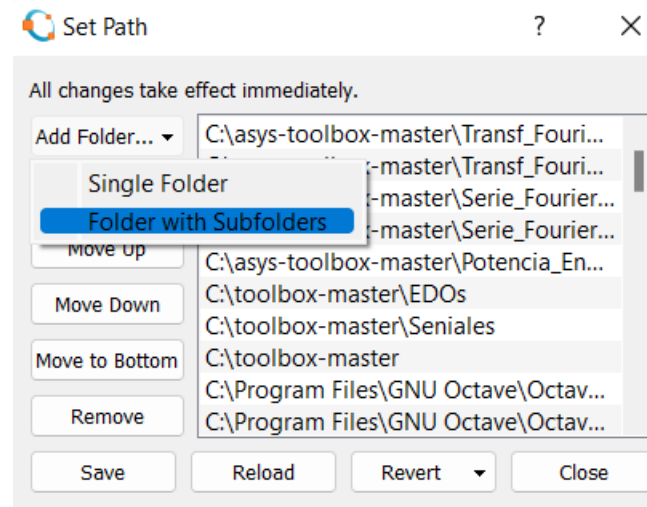 Set Path
?
All changes take effect immediately.
Add Folder...
Single Folder
Folder with Subfolders
Move Up
Move Down
Move to Bottom
Remove
C:\asys-toolbox-master\Transf_Fouri...
-master\Transf_Fouri...
-master\Serie_Fourier...
-master\Serie_Fourier...
C:\asys-toolbox-master\Potencia_En...
C:\toolbox-master\EDOs
C:\toolbox-master\Seniales
C:\toolbox-master
C:\Program Files\GNU Octave\Octav...
C:\Program Files\GNU Octave\Octav...
Save
Reload
Revert
Close